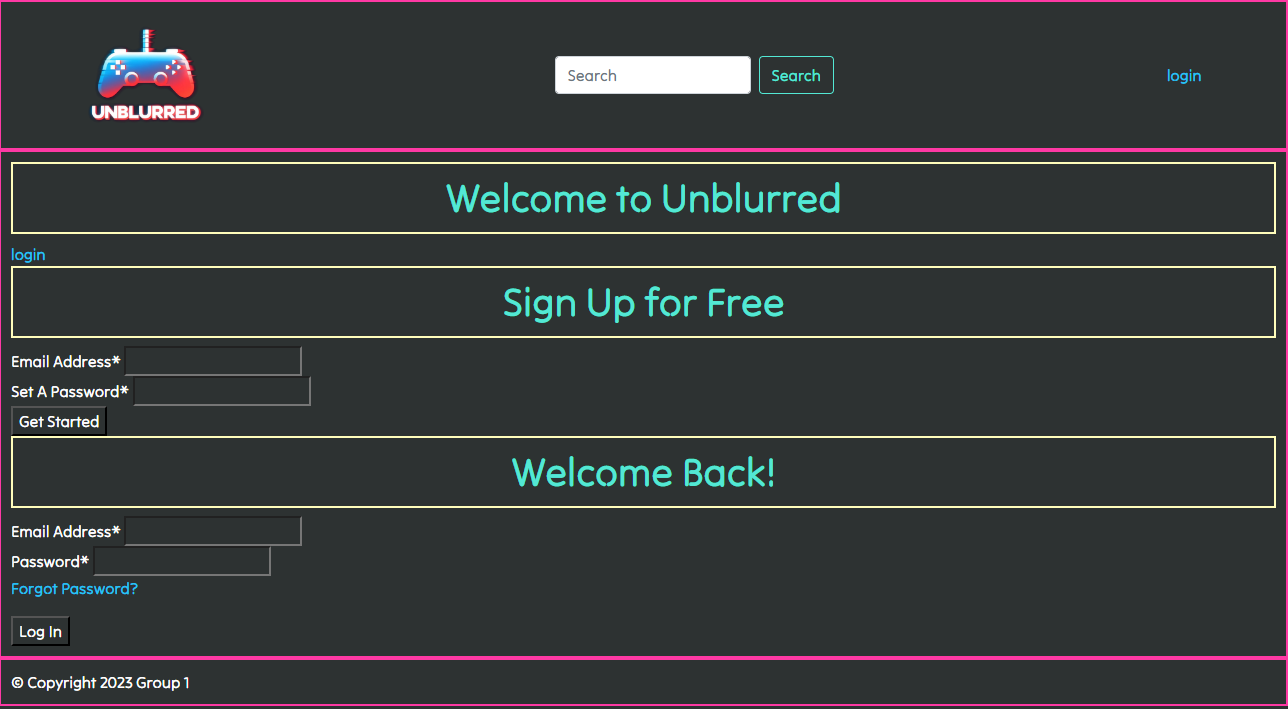 UNBLURRED
Search Search login
Welcome to Unblurred
login
Sign Up for Free
Email Address*
Set A Password*
Get Started
Welcome Back!
Email Address*
Password*
Forgot Password?
Log In
© Copyright 2023 Group 1